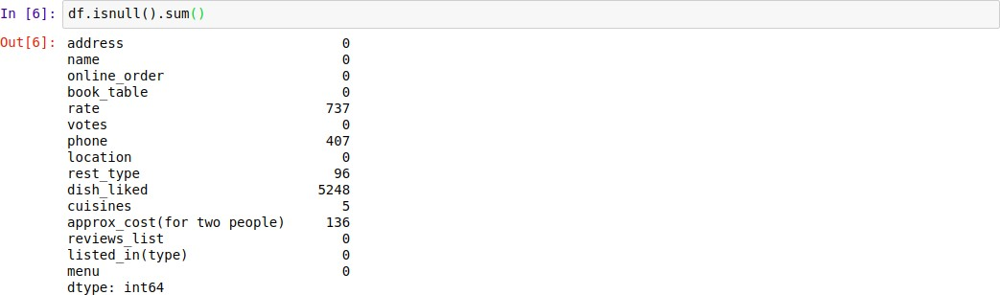 In [6]: df.isnull().sum()
Out[6]: address 0
name 0
online_order 0
book_table 0
rate 737
votes 0
phone 407
location 0
rest_type 96
dish_liked 5248
cuisines 5
approx_cost(for two people) 136
reviews_list 0
listed_in(type) 0
menu 0
dtype: int64